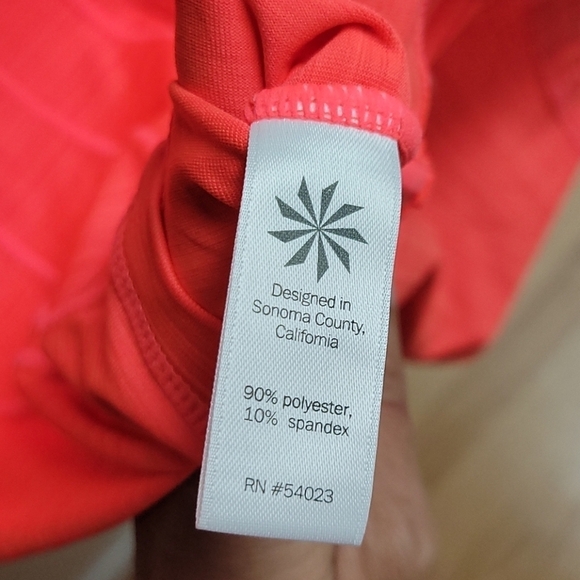 Designed in
Sonoma County,
California
90% polyester,
10% spandex
RN #54023